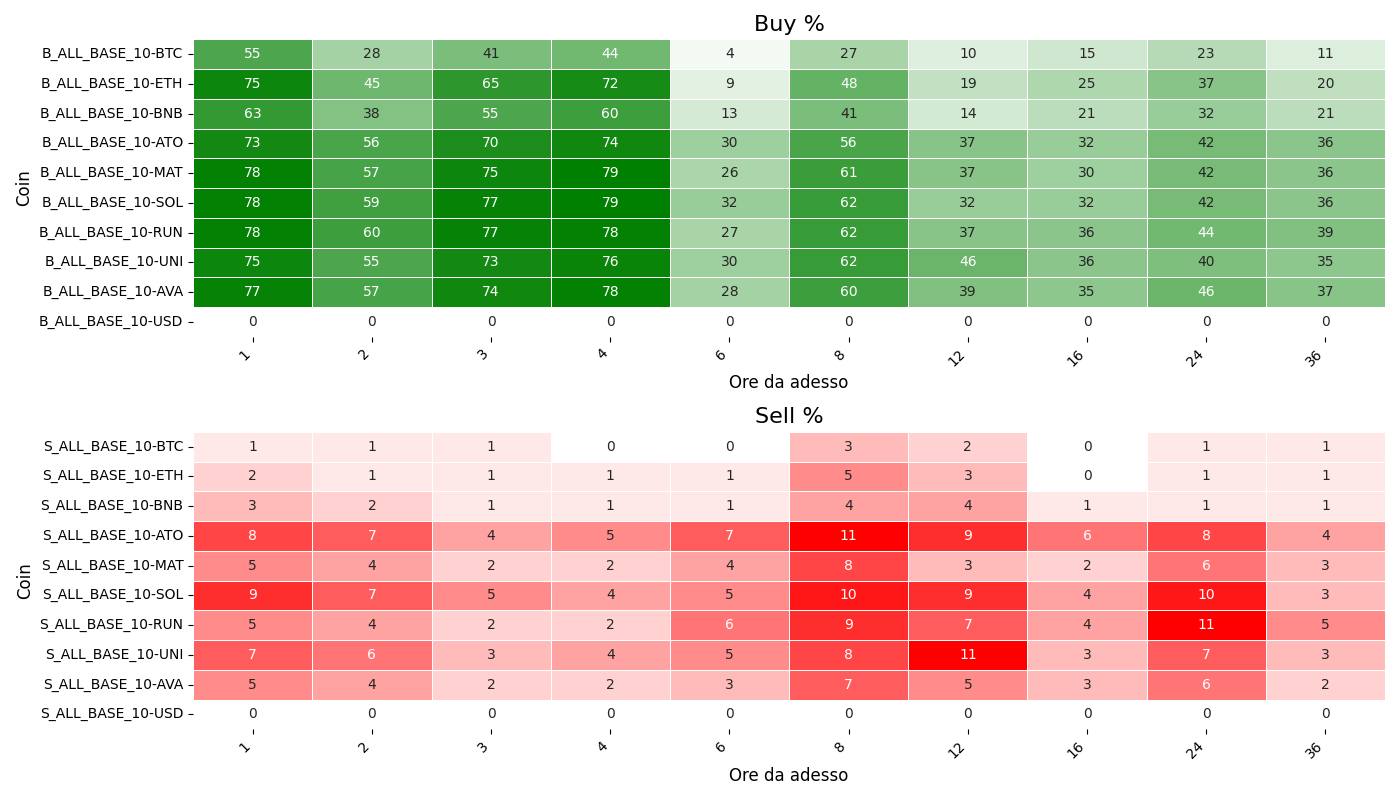 Buy %
Coin
B_ALL_BASE_10-BTC 55 28 41 44 4 27 10 15 23 11
B_ALL_BASE_10-ETH 75 45 65 72 9 48 19 25 37 20
B_ALL_BASE_10-BNB 63 38 55 60 13 41 14 21 32 21
B_ALL_BASE_10-ATO 73 56 70 74 30 56 37 32 42 36
B_ALL_BASE_10-MAT 78 57 75 79 26 61 37 30 42 36
B_ALL_BASE_10-SOL 78 59 77 79 32 62 32 32 42 36
B_ALL_BASE_10-RUN 78 60 77 78 27 62 37 36 44 39
B_ALL_BASE_10-UNI 75 55 73 76 30 62 46 36 40 35
B_ALL_BASE_10-AVA 77 57 74 78 28 60 39 35 46 37
B_ALL_BASE_10-USD 0 0 0 0 0 0 0 0 0 0
1 2 3 4 6 8 12 16 24 36
Ore da adesso
Sell %
Coin
S_ALL_BASE_10-BTC 1 1 1 0 0 3 2 0 1 1
S_ALL_BASE_10-ETH 2 1 1 1 1 5 3 0 1 1
S_ALL_BASE_10-BNB 3 2 1 1 1 4 4 1 1 1
S_ALL_BASE_10-ATO 8 7 4 5 7 11 9 6 8 4
S_ALL_BASE_10-MAT 5 4 2 2 4 8 3 2 6 3
S_ALL_BASE_10-SOL 9 7 5 4 5 10 9 4 10 3
S_ALL_BASE_10-RUN 5 4 2 2 6 9 7 4 11 5
S_ALL_BASE_10-UNI 7 6 3 4 5 8 11 3 7 3
S_ALL_BASE_10-AVA 5 4 2 2 3 7 5 3 6 2
S_ALL_BASE_10-USD 0 0 0 0 0 0 0 0 0 0
1 2 3 4 6 8 12 16 24 36
Ore da adesso